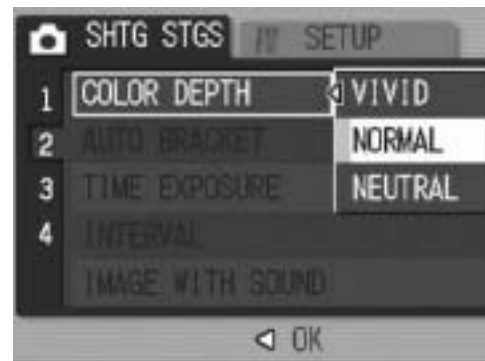 SHTG STGS SETUP
1 COLOR DEPTH VIVID
2 AUTO BRACKET NORMAL
3 TIME EXPOSURE NEUTRAL
4 INTERVAL
IMAGE WITH SOUND
OK